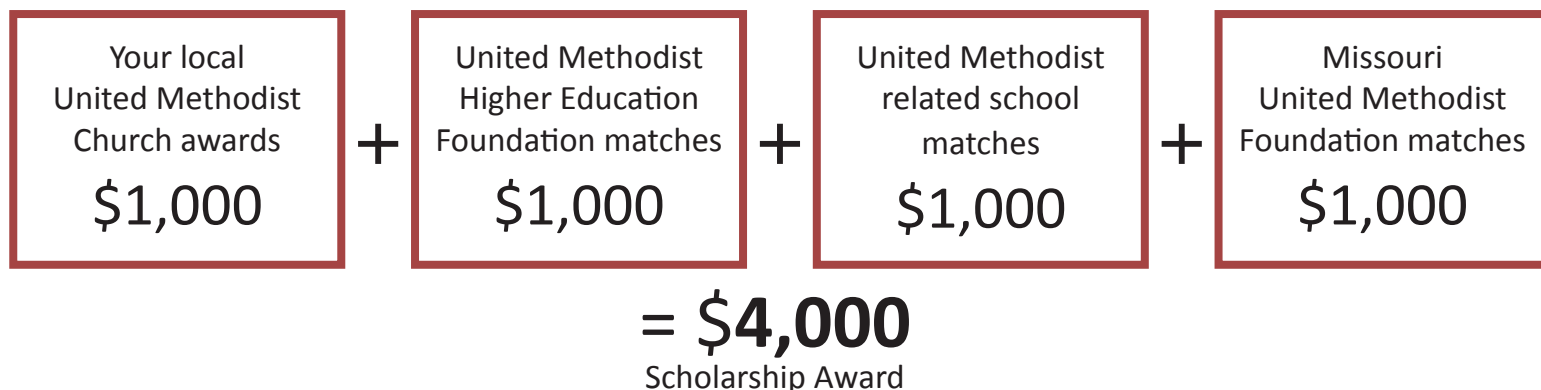 Your local
United Methodist
Church awards
$1,000
+
United Methodist
Higher Education
Foundation matches
$1,000
+
United Methodist
related school
matches
$1,000
+
Missouri
United Methodist
Foundation matches
$1,000
= $4,000
Scholarship Award